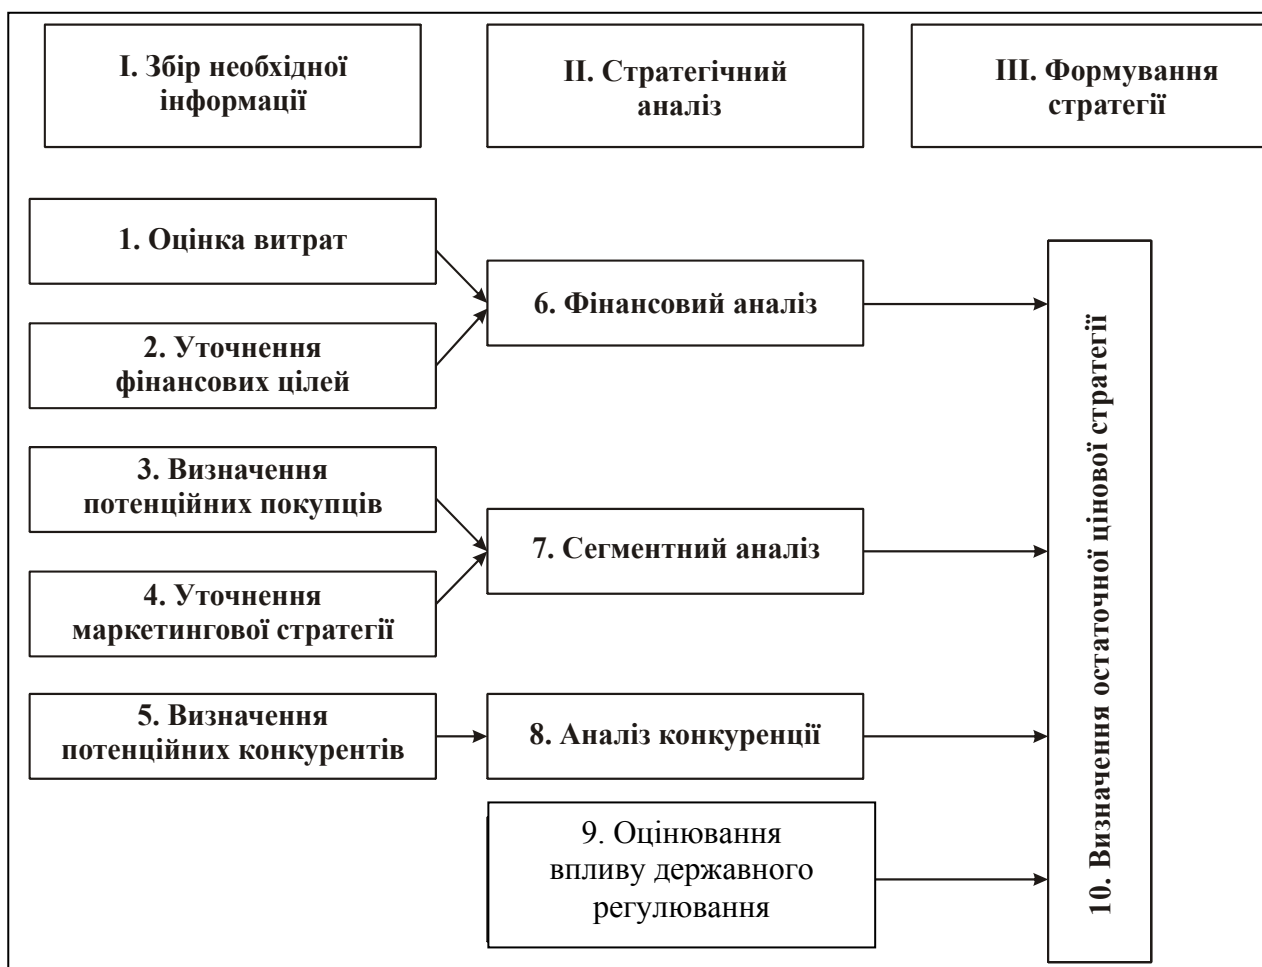 І. Збір необхідної
інформації
ІІ. Стратегічний
аналіз
ІІІ. Формування
стратегії
1. Оцінка витрат
2. Уточнення
фінансових цілей
3. Визначення
потенційних покупців
4. Уточнення
маркетингової стратегії
5. Визначення
потенційних конкурентів
6. Фінансовий аналіз
7. Сегментний аналіз
8. Аналіз конкуренції
9. Оцінювання
впливу державного
регулювання
10. Визначення остаточної цінової стратегії